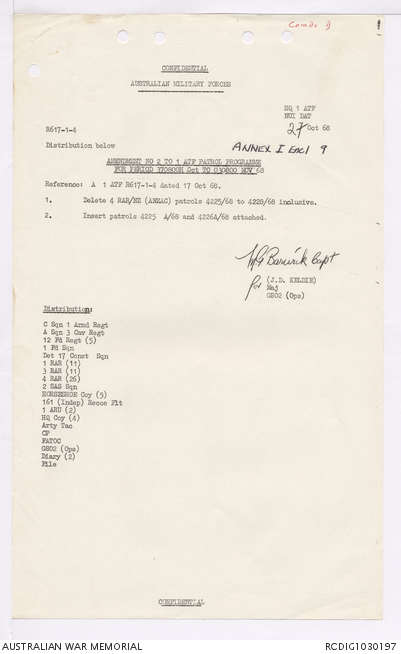 Comdo 9
1
CONFIDENTIAL
AUSTRALIAN MILITARY FORCES
HQ 1 ATF
NUI DAT
27 Oct 68
R617-1-4
Distribution below
ANNEX I Encl 9
AMENDMENT NO 2 TO 1 ATF PATROL PROGRAMME
FOR PERIOD 270800H Oct TO 030800 NOV 68
Reference: A 1 ATF R617-1-4 dated 17 Oct 68.
1. Delete 4 RAR/NZ (ANZAC) patrols 4225/68 to 4228/68 inclusive.
2. Insert patrols 4225 A/68 and 4226A/68 attached.
Capt
for (J.D. KELDIE)
Maj
GSO2 (Ops)
Distribution:
C Sqn 1 Armd Regt
A Sqn 3 Cav Regt
12 Fd Regt (5)
1 Fd Sqn
Det 17 Const Sqn
1 RAR (11)
3 RAR (11)
4 RAR (26)
2 SAS Sqn
HORSESHOE Coy (5)
161 (Indep) Recce Flt
1 ARU (2)
HQ Coy (4)
Arty Tac
CP
FATOC
GSO2 (Ops)
Diary (2)
File
CONFIDENTIAL
AUSTRALIAN WAR MEMORIAL
RCDIG1030197